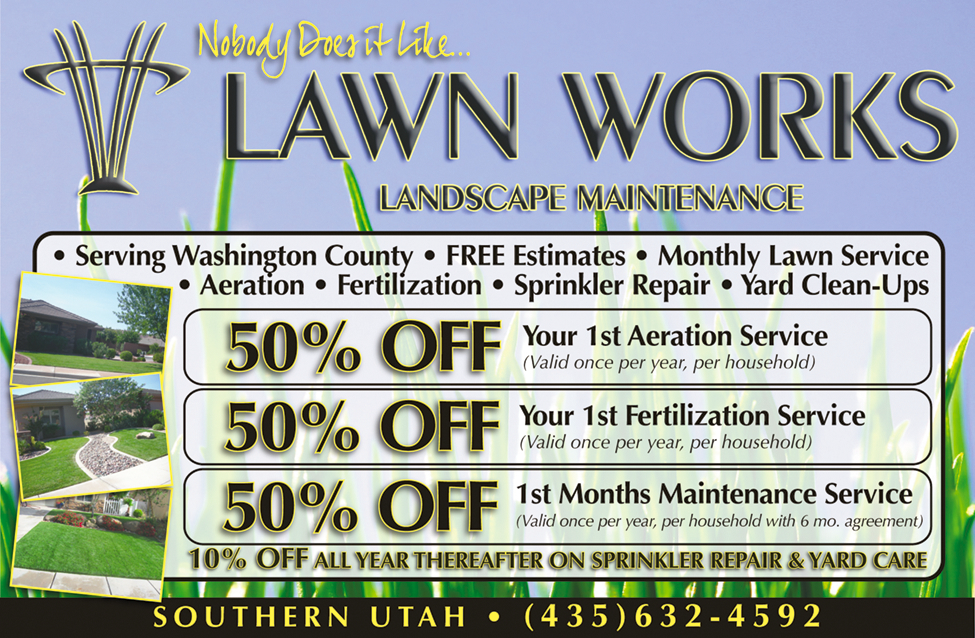 Nobody Does it Like...
LAWN WORKS
LANDSCAPE MAINTENANCE
• Serving Washington County • FREE Estimates • Monthly Lawn Service
• Aeration • Fertilization • Sprinkler Repair • Yard Clean-Ups
50% OFF Your 1st Aeration Service
(Valid once per year, per household)
50% OFF Your 1st Fertilization Service
(Valid once per year, per household)
50% OFF 1st Months Maintenance Service
(Valid once per year, per household with 6 mo. agreement)
10% OFF ALL YEAR THEREAFTER ON SPRINKLER REPAIR & YARD CARE
SOUTHERN UTAH • (435)632-4592